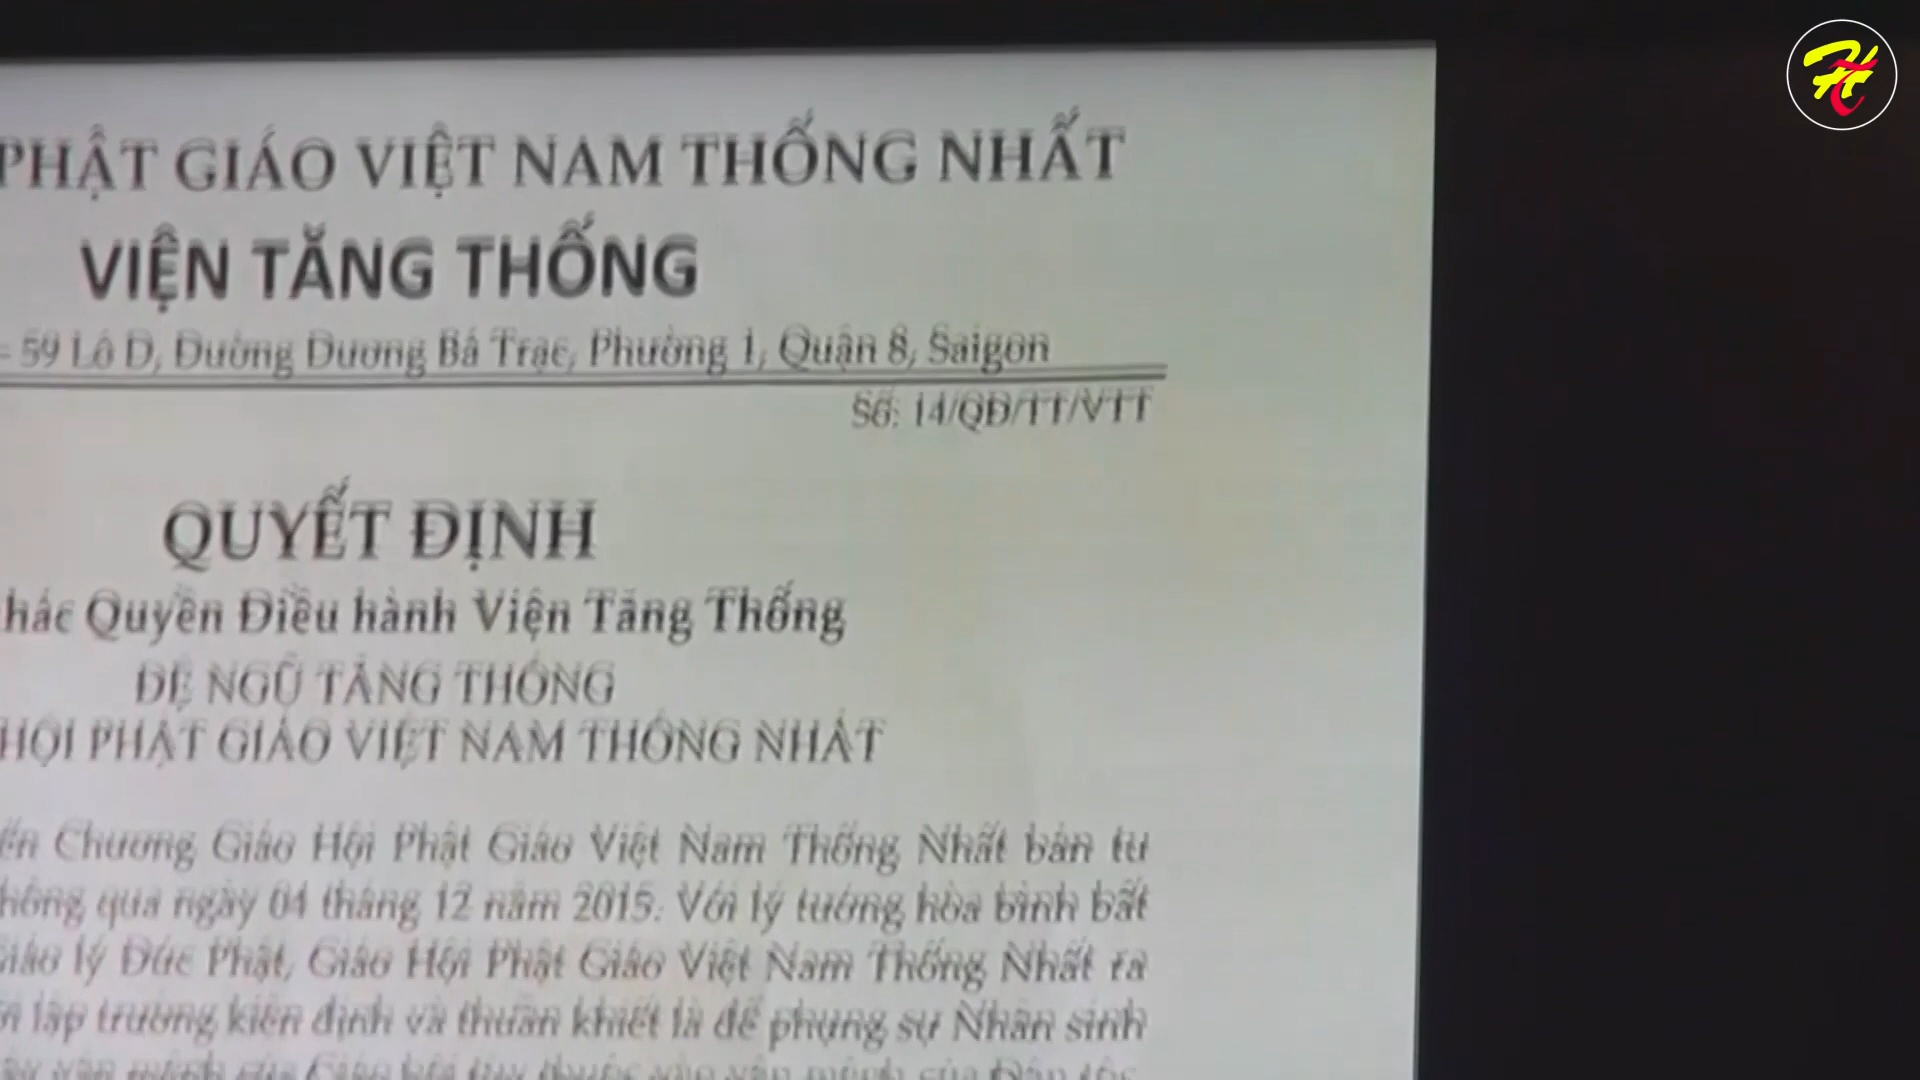 PHẬT GIÁO VIỆT NAM THỐNG NHẤT
VIỆN TĂNG THỐNG
- 59 Lô D, Đường Dương Bá Trạc, Phường 1, Quận 8, Saigon
Số: 14/QĐ/TT/VTT
QUYẾT ĐỊNH
Quyền Điều hành Viện Tăng Thống
ĐỆ NGŨ TĂNG THỐNG
HỘI PHẬT GIÁO VIỆT NAM THỐNG NHẤT
Chương Giáo Hội Phật Giáo Việt Nam Thống Nhất bản tu
qua ngày 04 tháng 12 năm 2015. Với lý tưởng hòa bình bất
lý Đức Phật, Giáo Hội Phật Giáo Việt Nam Thống Nhất ra
lập trường kiên định và thuần khiết là để phụng sự Nhân sinh